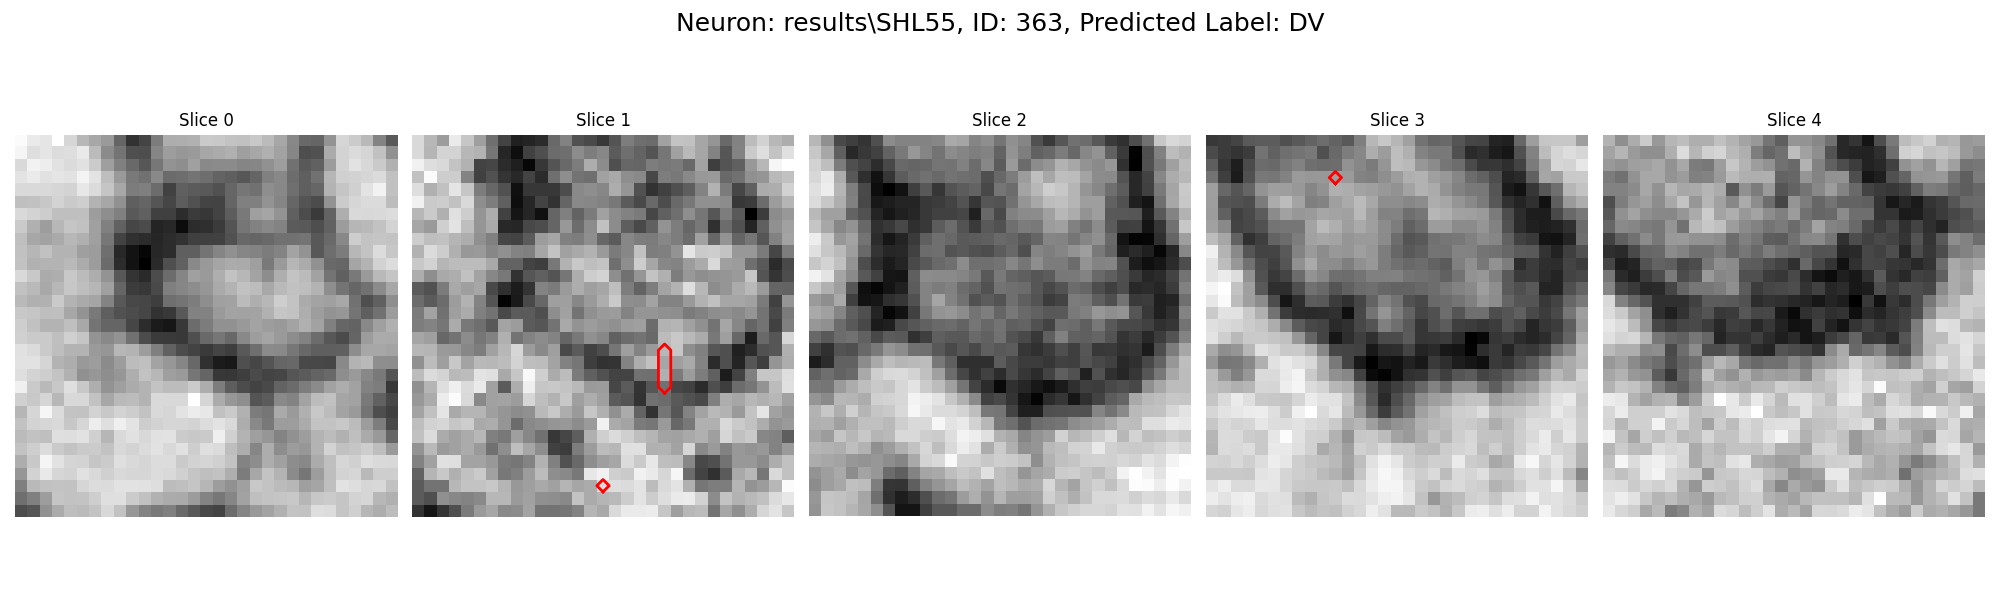 Neuron: results\SHL55, ID: 363, Predicted Label: DV
Slice 0
Slice 1
Slice 2
Slice 3
Slice 4